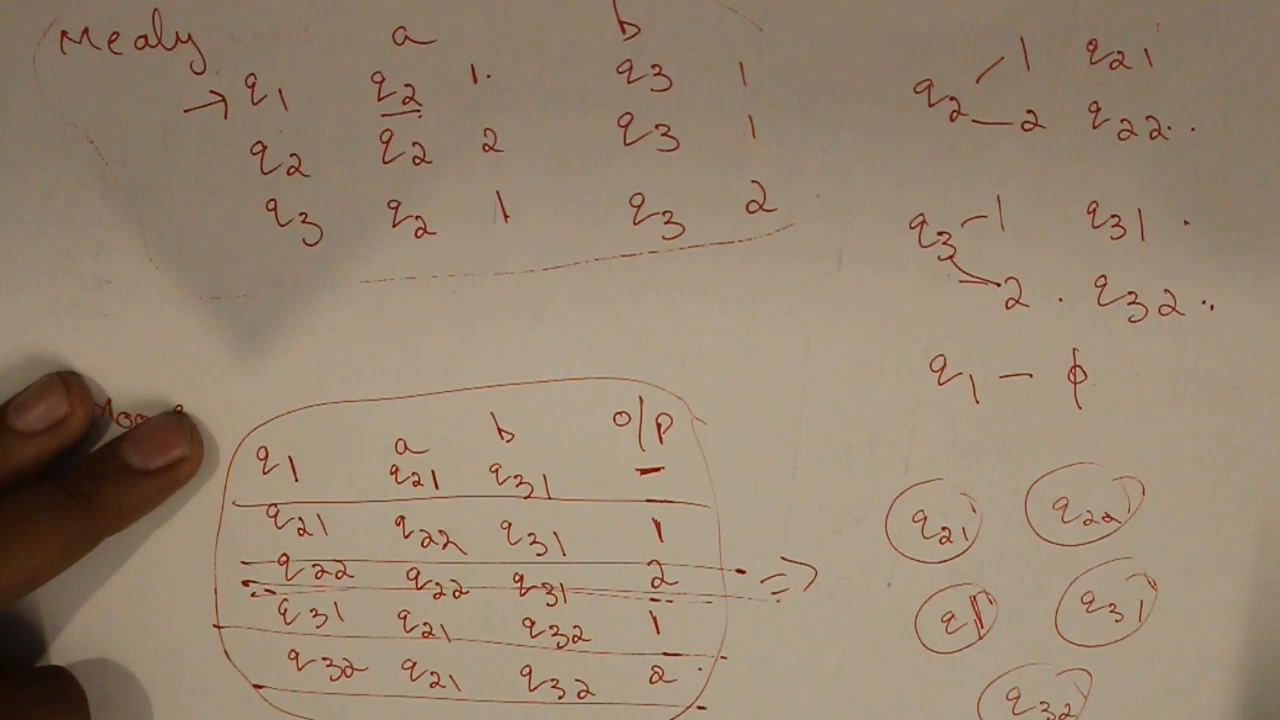 Mealy a b
→ q1 q2 1. q3 1
q2 q2 2 q3 1
q3 q2 1 q3 2
q2 1 q21
2 q22..
q3 1 q31 .
2 . q32..
q1 — ϕ
a b o/p
q1 q21 q31 —
q21 q22 q31 1
q22 q22 q31 2 =>
q31 q21 q32 1
q32 q21 q32 2 .
q21 q22
q1 q31
q32